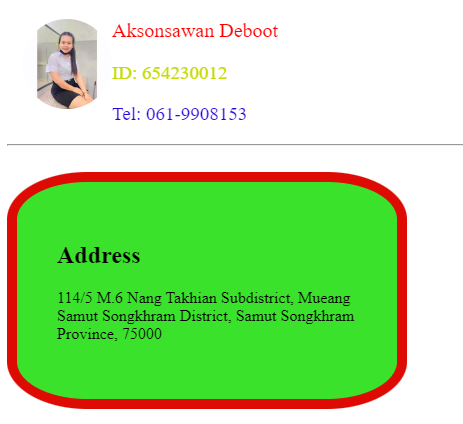 Aksonsawan Deboot
ID: 654230012
Tel: 061-9908153
Address
114/5 M.6 Nang Takhian Subdistrict, Mueang
Samut Songkhram District, Samut Songkhram
Province, 75000